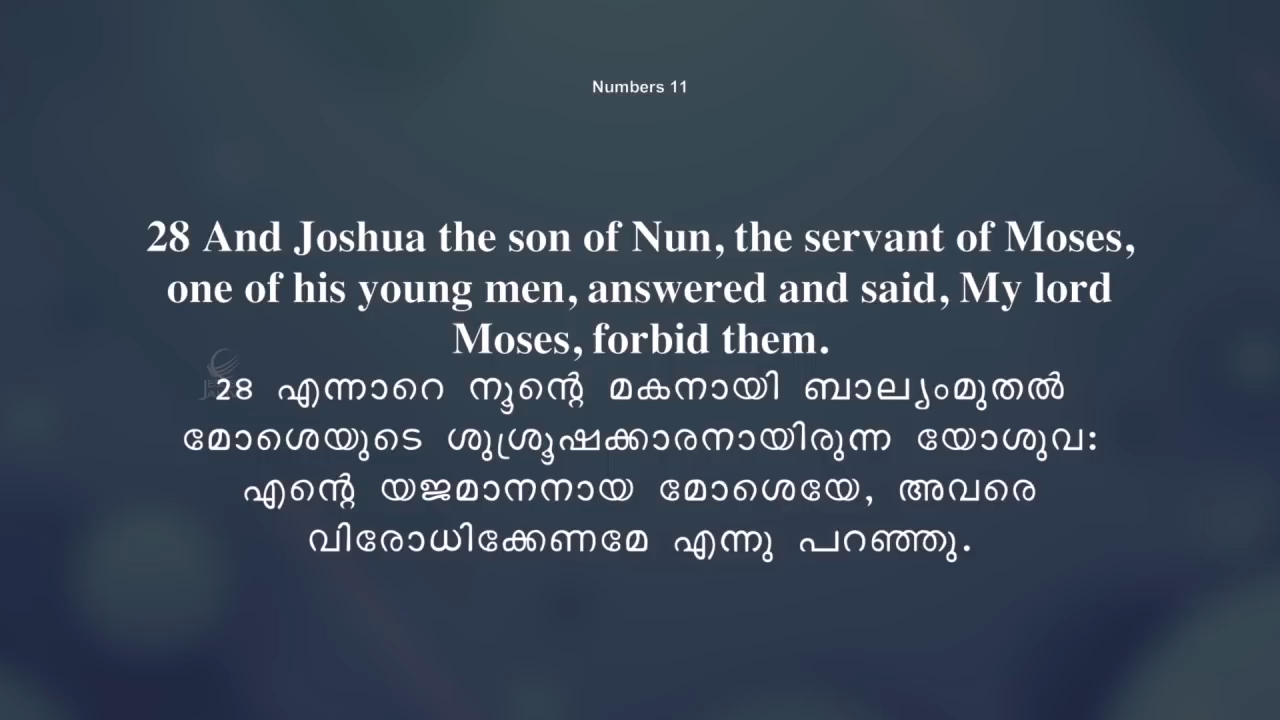 Numbers 11
28 And Joshua the son of Nun, the servant of Moses,
one of his young men, answered and said, My lord
Moses, forbid them.
28 എന്നാറെ നൂന്റെ മകനായി ബാല്യംമുതൽ
മോശെയുടെ ശുശ്രൂഷക്കാരനായിരുന്ന യോശുവ:
എന്റെ യജമാനനായ മോശെയേ, അവരെ
വിരോധിക്കേണമേ എന്നു പറഞ്ഞു.